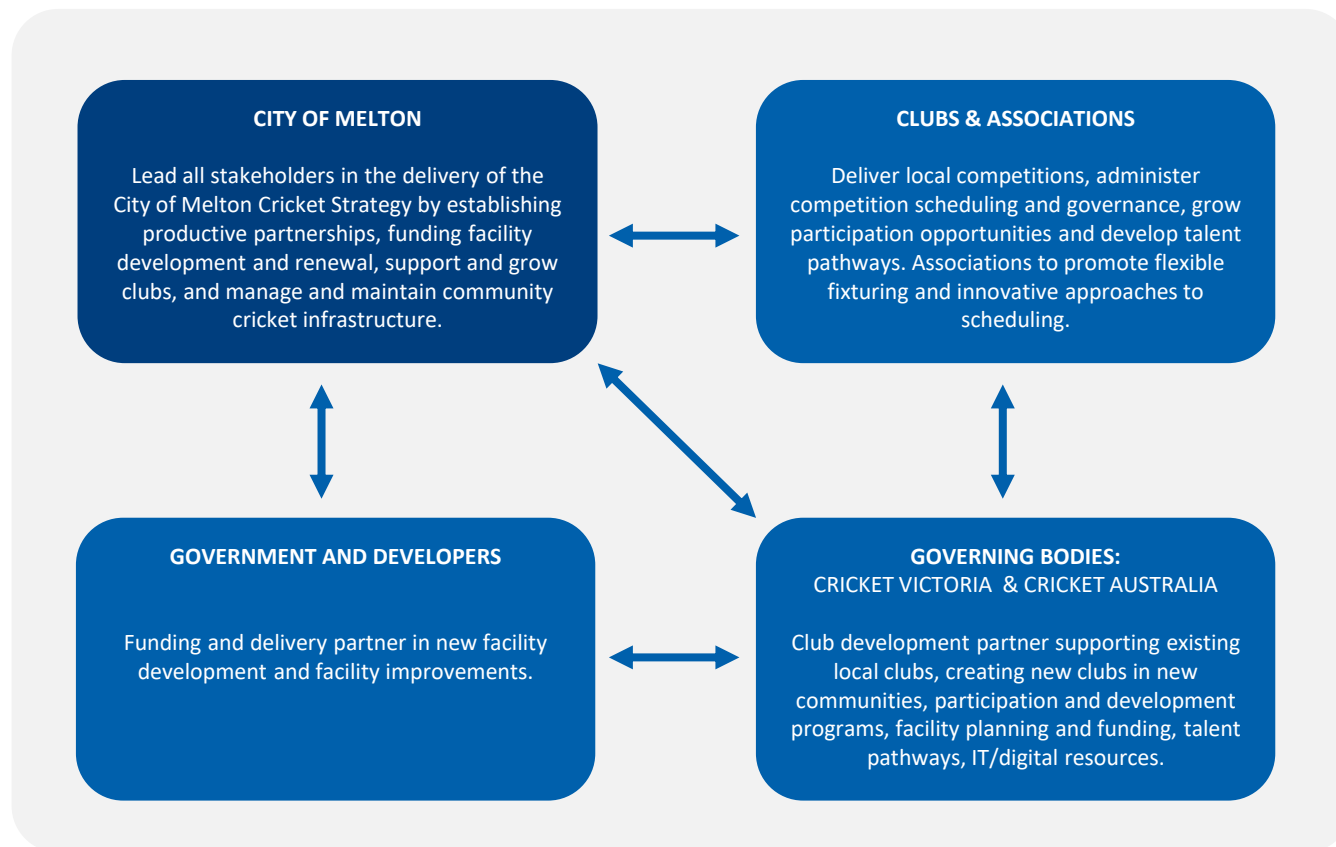 CITY OF MELTON
Lead all stakeholders in the delivery of the
City of Melton Cricket Strategy by establishing
productive partnerships, funding facility
development and renewal, support and grow
clubs, and manage and maintain community
cricket infrastructure.
CLUBS & ASSOCIATIONS
Deliver local competitions, administer
competition scheduling and governance, grow
participation opportunities and develop talent
pathways. Associations to promote flexible
fixturing and innovative approaches to
scheduling.
GOVERNMENT AND DEVELOPERS
Funding and delivery partner in new facility
development and facility improvements.
GOVERNING BODIES:
CRICKET VICTORIA & CRICKET AUSTRALIA
Club development partner supporting existing
local clubs, creating new clubs in new
communities, participation and development
programs, facility planning and funding, talent
pathways, IT/digital resources.